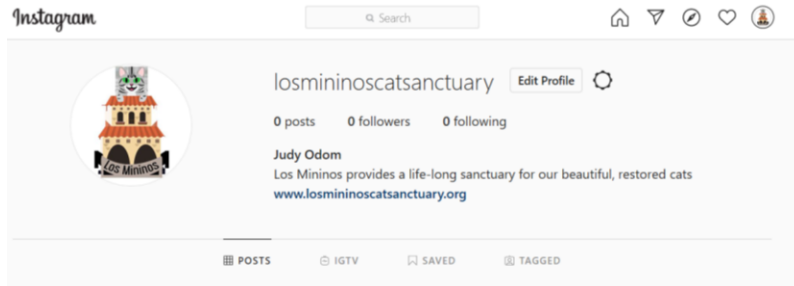 Instagram
Search
losmininoscatsanctuary Edit Profile
0 posts 0 followers 0 following
Judy Odom
Los Mininos provides a life-long sanctuary for our beautiful, restored cats
www.losmininoscatsanctuary.org
Los Mininos
POSTS IGTV SAVED TAGGED